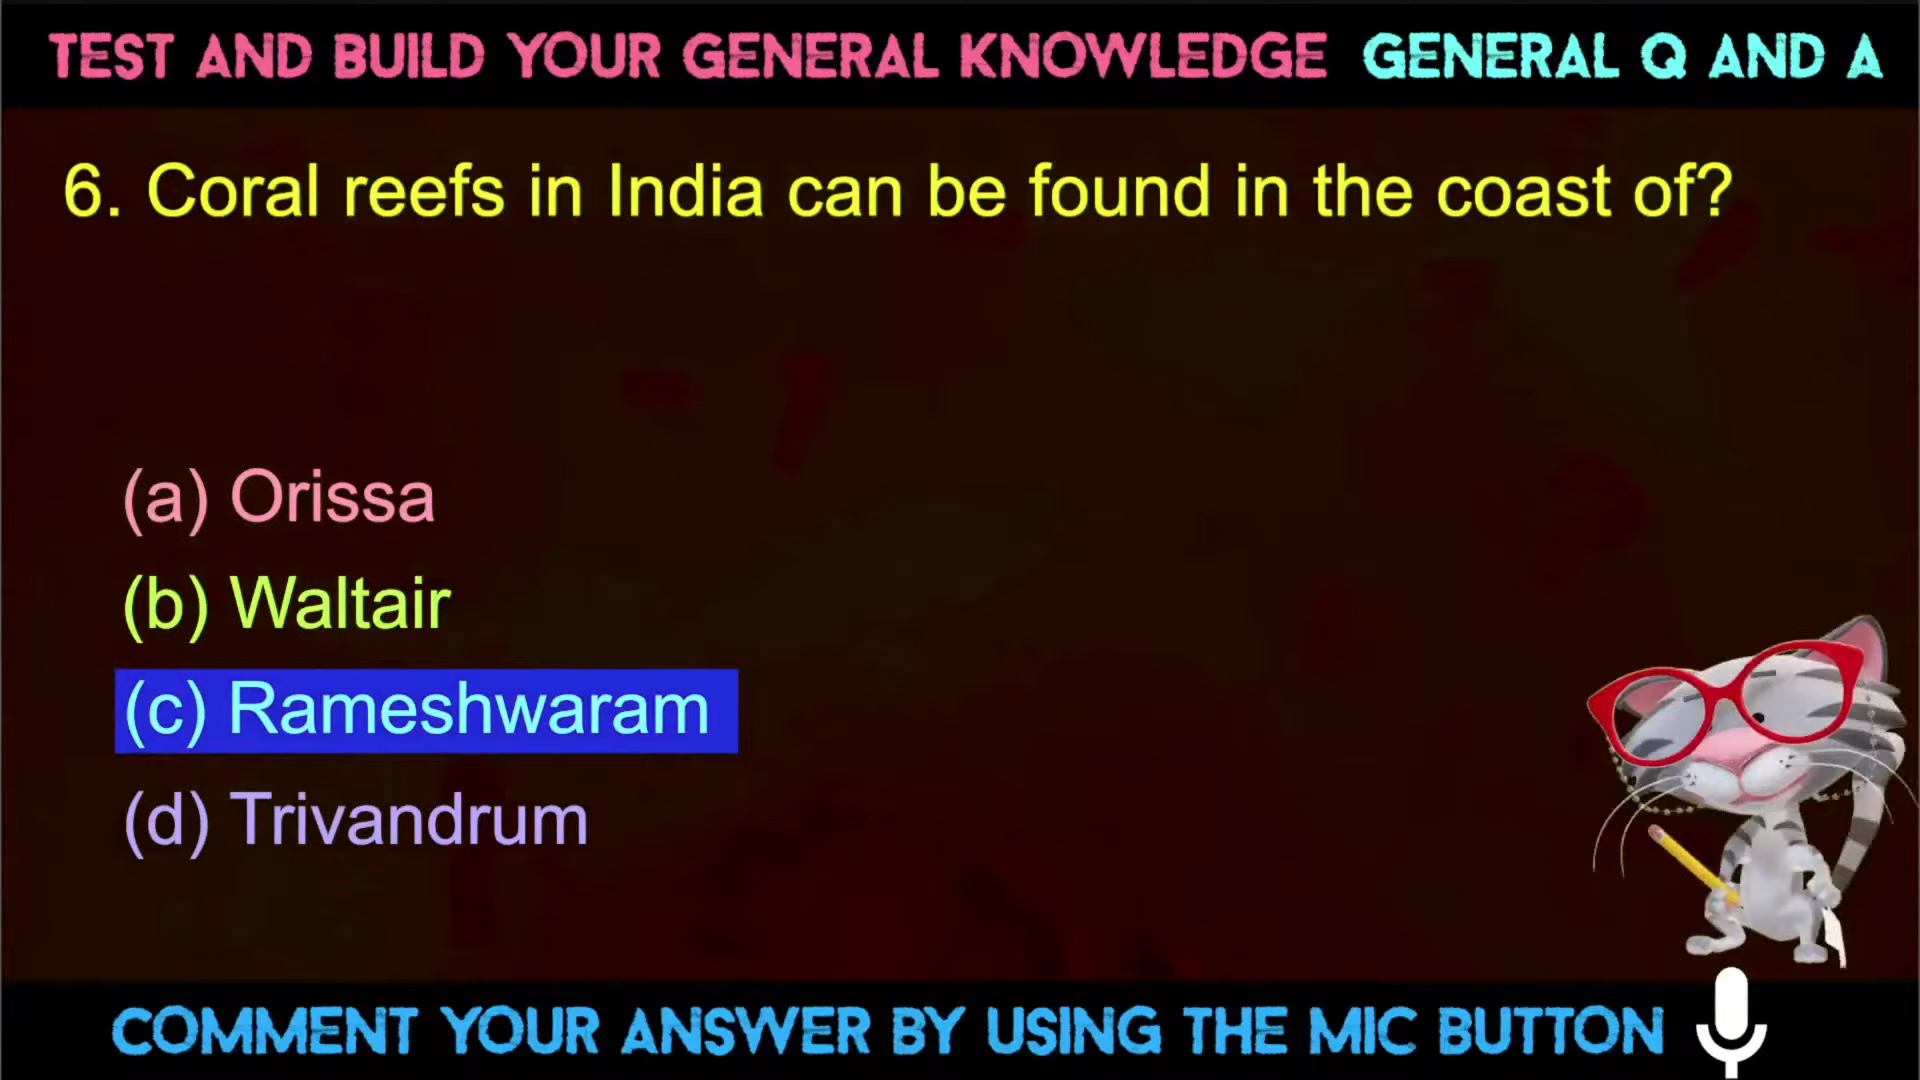 TEST AND BUILD YOUR GENERAL KNOWLEDGE GENERAL Q AND A
6. Coral reefs in India can be found in the coast of?
(a) Orissa
(b) Waltair
(c) Rameshwaram
(d) Trivandrum
COMMENT YOUR ANSWER BY USING THE MIC BUTTON